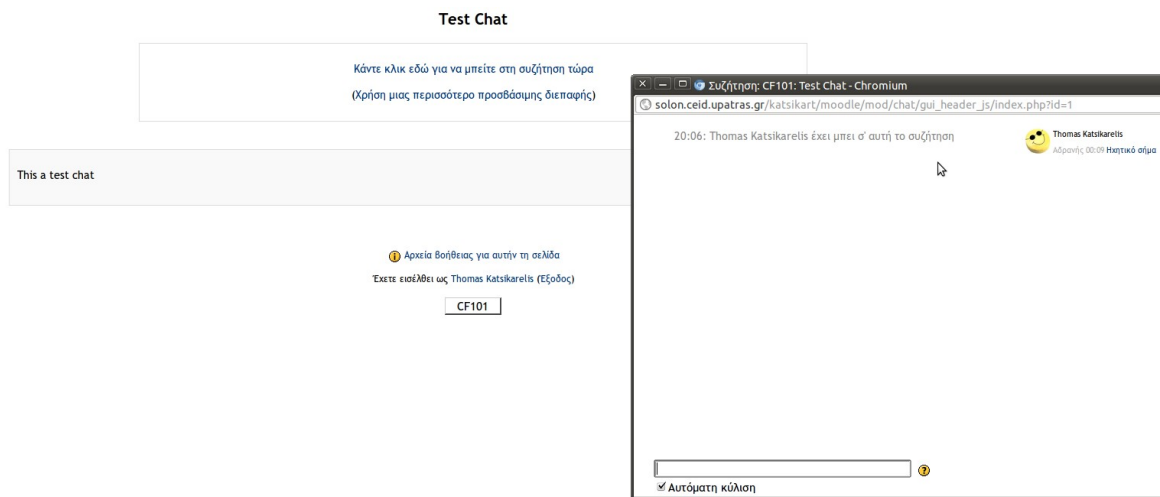 Test Chat
Κάντε κλικ εδώ για να μπείτε στη συζήτηση τώρα
(Χρήση μιας περισσότερο προσβάσιμης διεπαφής)
This a test chat
Αρχεία Βοήθειας για αυτήν τη σελίδα
Έχετε εισέλθει ως Thomas Katsikarelis (Έξοδος)
CF101
Συζήτηση: CF101: Test Chat - Chromium
solon.ceid.upatras.gr/katsikart/moodle/mod/chat/gui_header_js/index.php?id=1
20:06: Thomas Katsikarelis έχει μπει σ' αυτή το συζήτηση
Thomas Katsikarelis
Αδρανής 00:09 Ηχητικό σήμα
Αυτόματη κύλιση